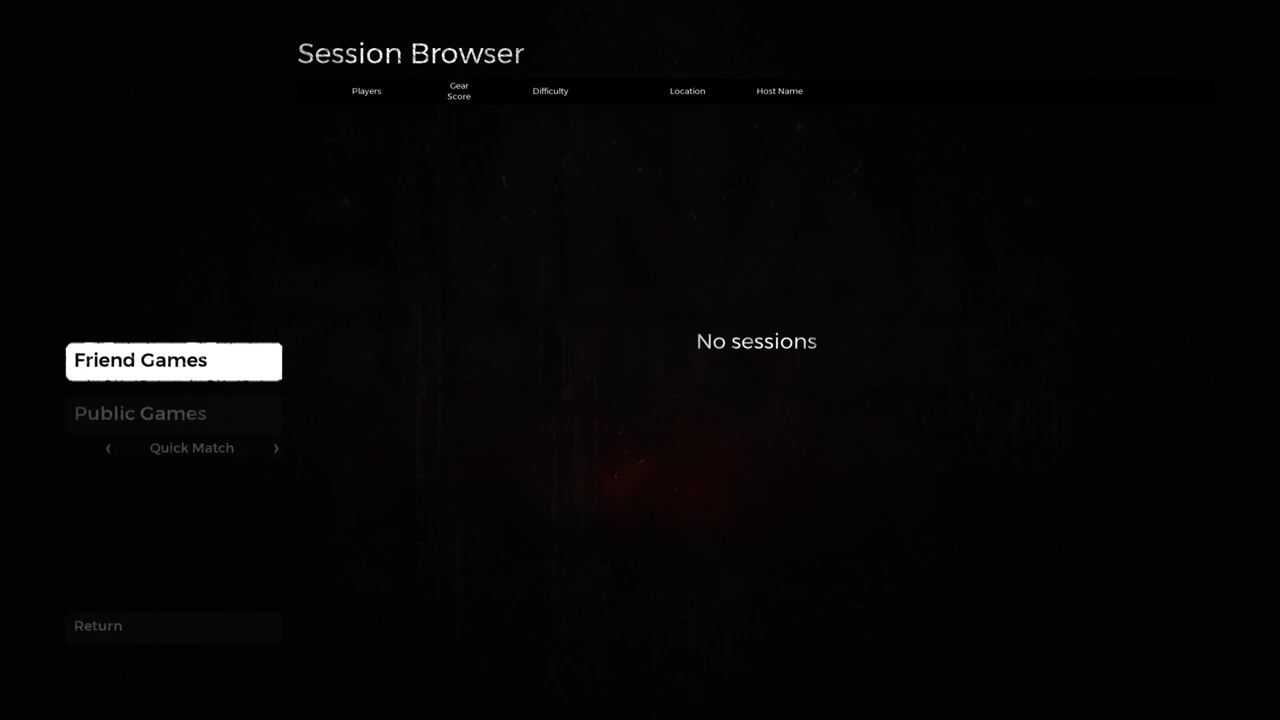 Session Browser
Players
Gear
Score
Difficulty
Location
Host Name
No sessions
Friend Games
Public Games
‹ Quick Match ›
Return